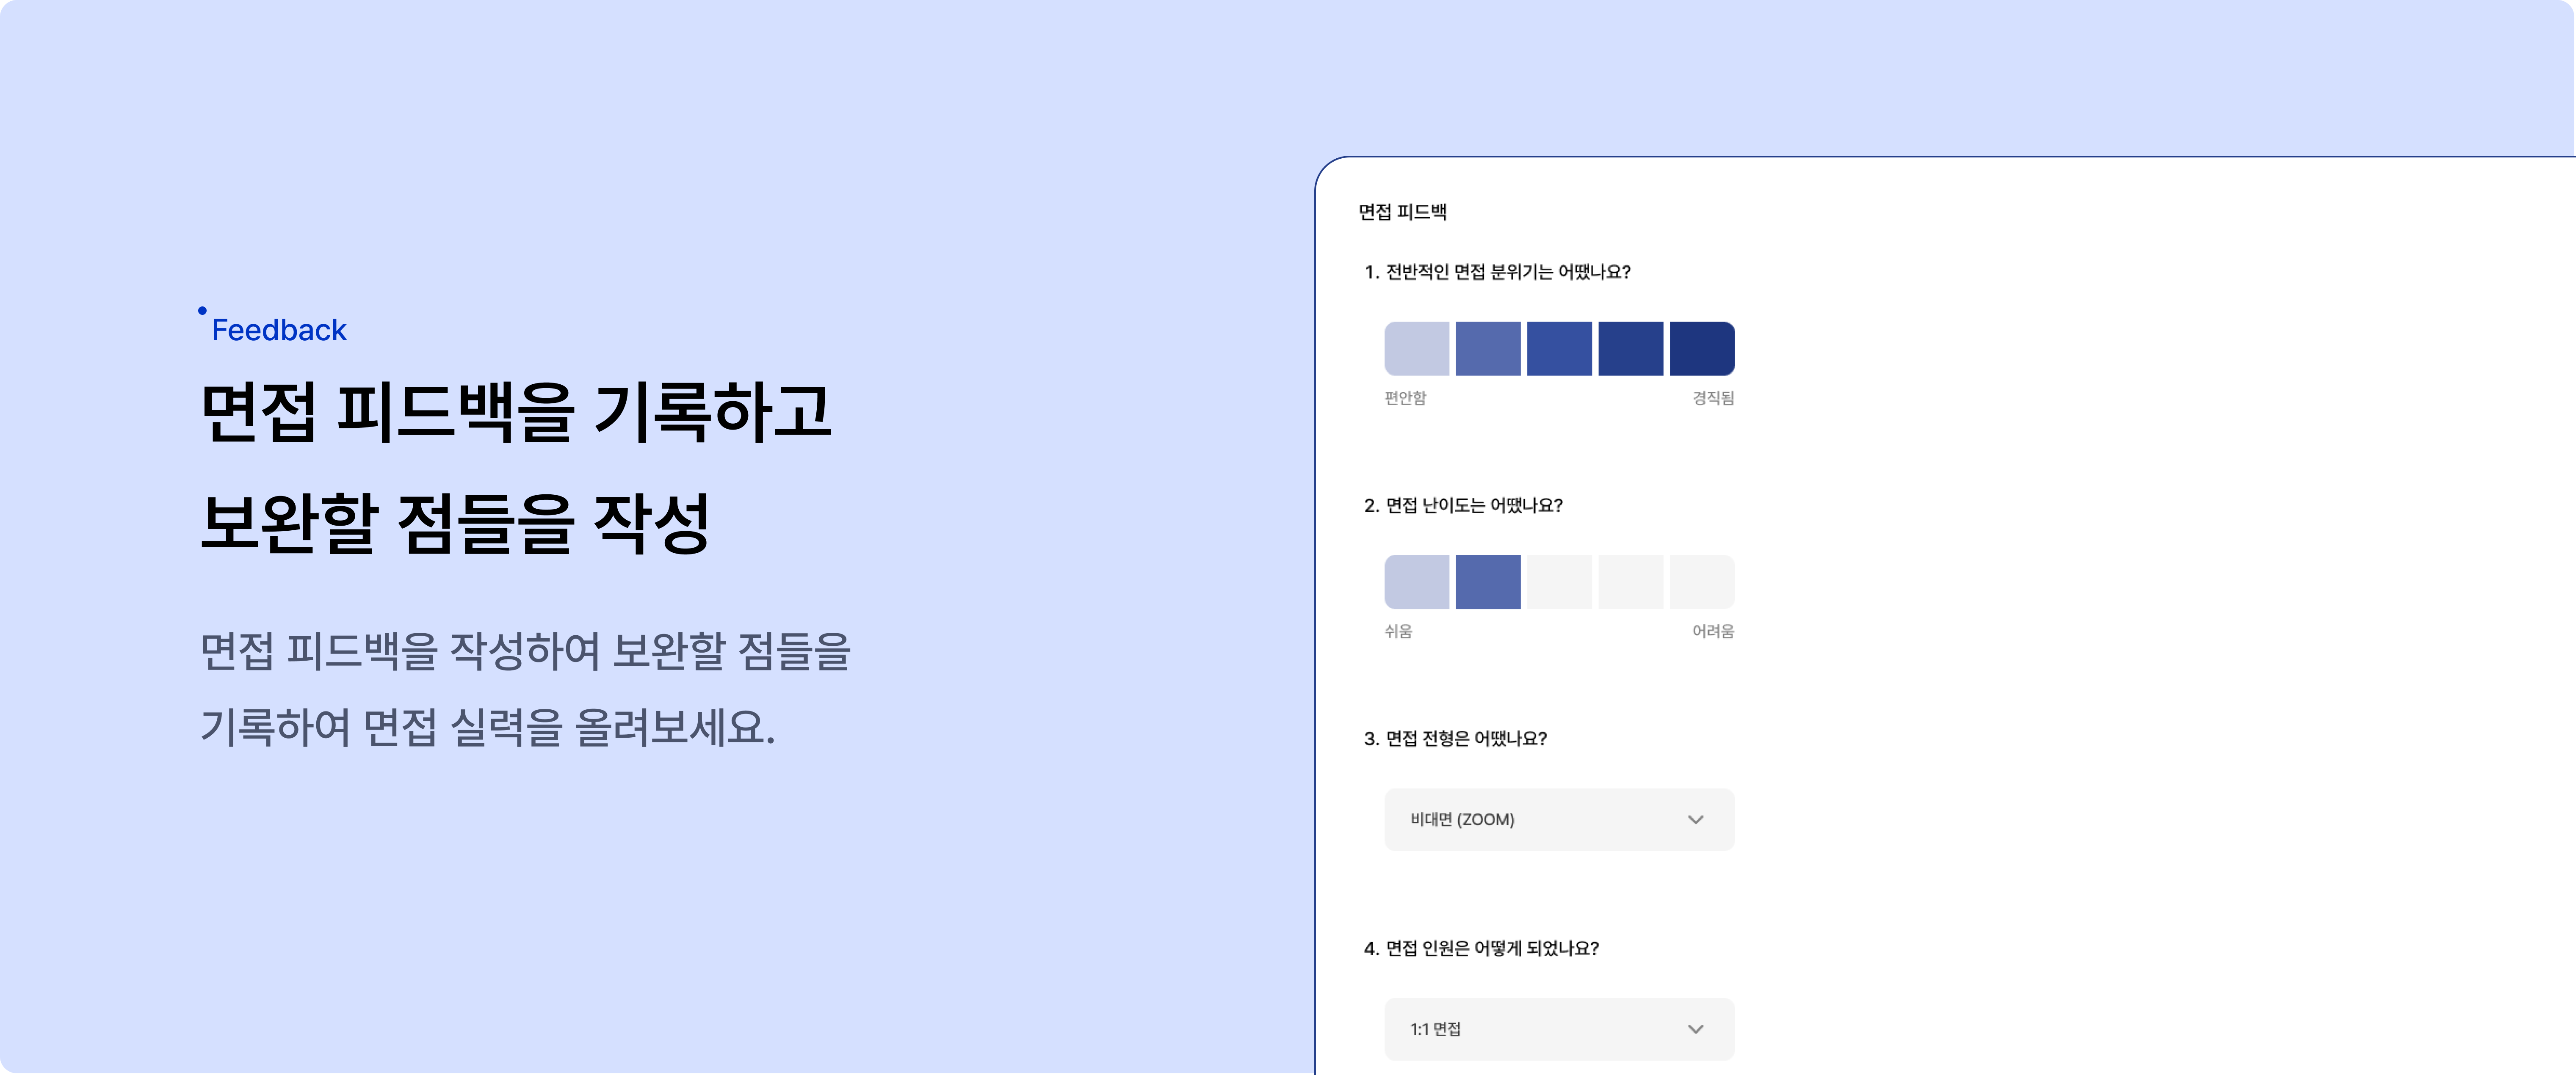 Feedback
면접 피드백을 기록하고
보완할 점들을 작성
면접 피드백을 작성하여 보완할 점들을
기록하여 면접 실력을 올려보세요.
면접 피드백
1. 전반적인 면접 분위기는 어땠나요?
편안함 경직됨
2. 면접 난이도는 어땠나요?
쉬움 어려움
3. 면접 전형은 어땠나요?
비대면 (ZOOM)
4. 면접 인원은 어떻게 되었나요?
1:1 면접